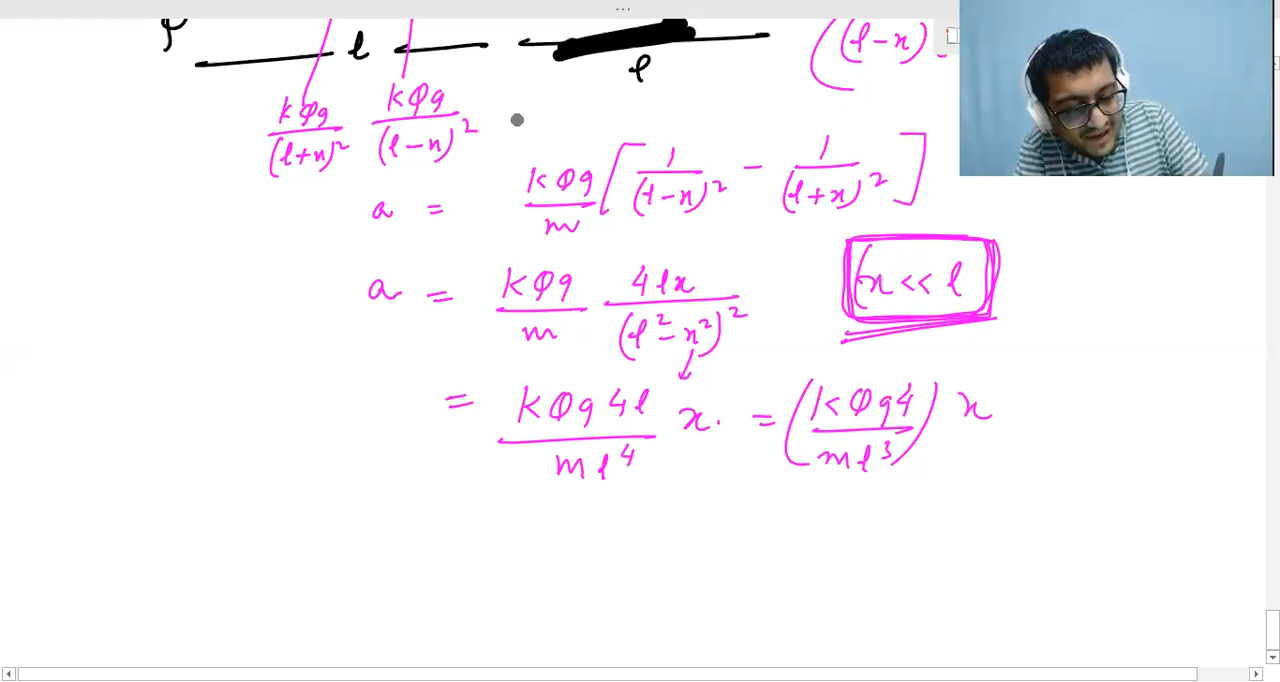 l
l
(l-x)
kQq/(l+x)² kQq/(l-x)²
a = kQq/m [1/(l-x)² - 1/(l+x)²]
a = kQq/m 4lx/(l²-x²)² (x << l
= kQq4l/ml⁴ x. = (kQq4/ml³) x